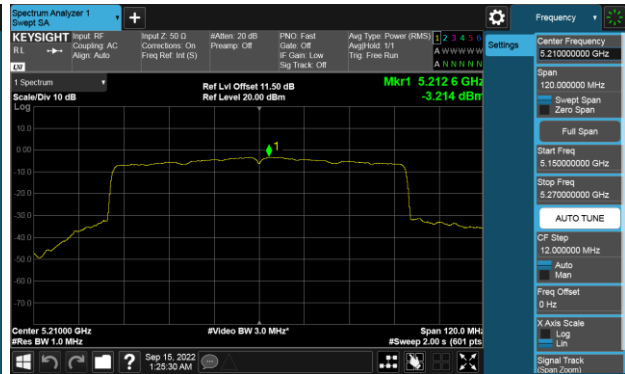 Spectrum Analyzer 1
Swept SA
+
Frequency
KEYSIGHT
RL
LXI
Input: RF
Coupling: AC
Align: Auto
Input Z: 50 Ω
Corrections: On
Freq Ref: Int (S)
#Atten: 20 dB
Preamp: Off
PNO: Fast
Gate: Off
IF Gain: Low
Sig Track: Off
Avg Type: Power (RMS)
Avg|Hold: 1/1
Trig: Free Run
1 2 3 4 5 6
A W W W W W
A N N N N N
Settings
Center Frequency
5.210000000 GHz
Span
120.000000 MHz
Swept Span
Zero Span
Full Span
Start Freq
5.150000000 GHz
Stop Freq
5.270000000 GHz
AUTO TUNE
CF Step
12.000000 MHz
Auto
Man
Freq Offset
0 Hz
X Axis Scale
Log
Lin
Signal Track
(Span Zoom)
1 Spectrum
Scale/Div 10 dB
Log
Ref Lvl Offset 11.50 dB
Ref Level 20.00 dBm
Mkr1 5.212 6 GHz
-3.214 dBm
10.0
0.00
-10.0
-20.0
-30.0
-40.0
-50.0
-60.0
-70.0
1
Center 5.21000 GHz
#Res BW 1.0 MHz
#Video BW 3.0 MHz*
Span 120.0 MHz
#Sweep 2.00 s (601 pts)
?
Sep 15, 2022
1:25:30 AM